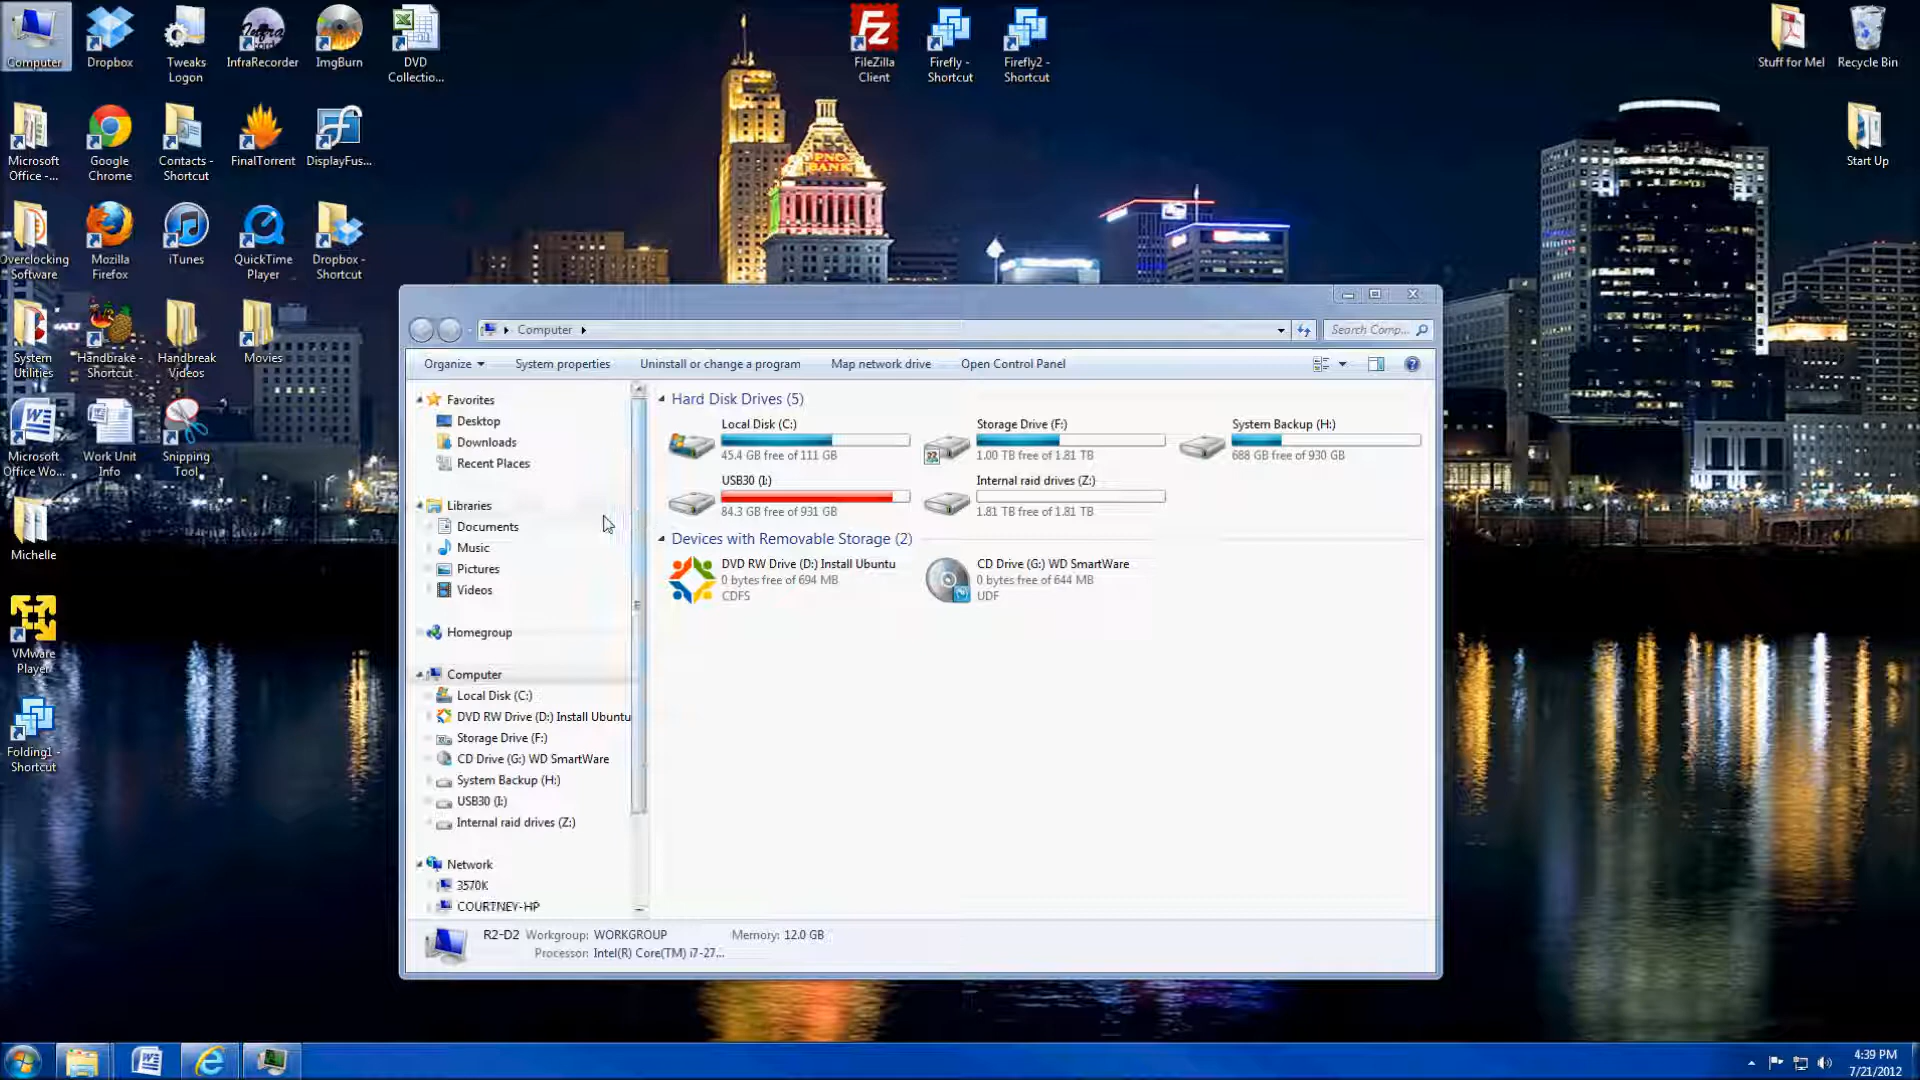 Computer
Dropbox
Tweaks
Logon
InfraRecorder
ImgBurn
DVD
Collectio...
FileZilla
Client
Firefly -
Shortcut
Firefly2 -
Shortcut
Stuff for Me!
Recycle Bin
Microsoft
Office -...
Google
Chrome
Contacts -
Shortcut
FinalTorrent
DisplayFus...
Start Up
PNC
BANK
Overclocking
Software
Mozilla
Firefox
iTunes
QuickTime
Player
Dropbox -
Shortcut
System
Utilities
Handbrake -
Shortcut
Handbreak
Videos
Movies
Microsoft
Office Wo...
Work Unit
Info
Snipping
Tool
Michelle
VMware
Player
Folding1 -
Shortcut
Computer
Search Comp...
Organize
System properties
Uninstall or change a program
Map network drive
Open Control Panel
Favorites
Desktop
Downloads
Recent Places
Libraries
Documents
Music
Pictures
Videos
Homegroup
Computer
Local Disk (C:)
DVD RW Drive (D:) Install Ubuntu
Storage Drive (F:)
CD Drive (G:) WD SmartWare
System Backup (H:)
USB30 (I:)
Internal raid drives (Z:)
Network
3570K
COURTNEY-HP
Hard Disk Drives (5)
Local Disk (C:)
45.4 GB free of 111 GB
Storage Drive (F:)
1.00 TB free of 1.81 TB
System Backup (H:)
688 GB free of 930 GB
USB30 (I:)
84.3 GB free of 931 GB
Internal raid drives (Z:)
1.81 TB free of 1.81 TB
Devices with Removable Storage (2)
DVD RW Drive (D:) Install Ubuntu
0 bytes free of 694 MB
CDFS
CD Drive (G:) WD SmartWare
0 bytes free of 644 MB
UDF
R2-D2 Workgroup: WORKGROUP Memory: 12.0 GB
Processor: Intel(R) Core(TM) i7-27...
4:39 PM
7/21/2012